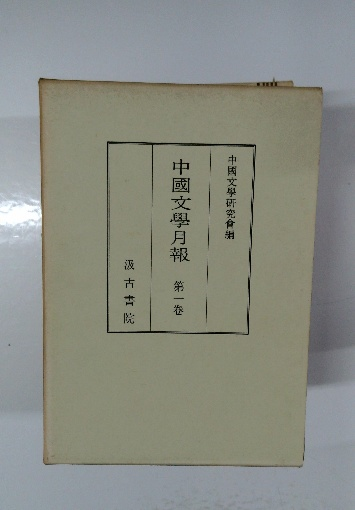 中國文學研究會編
中國文學月報 第一卷
汲古書院